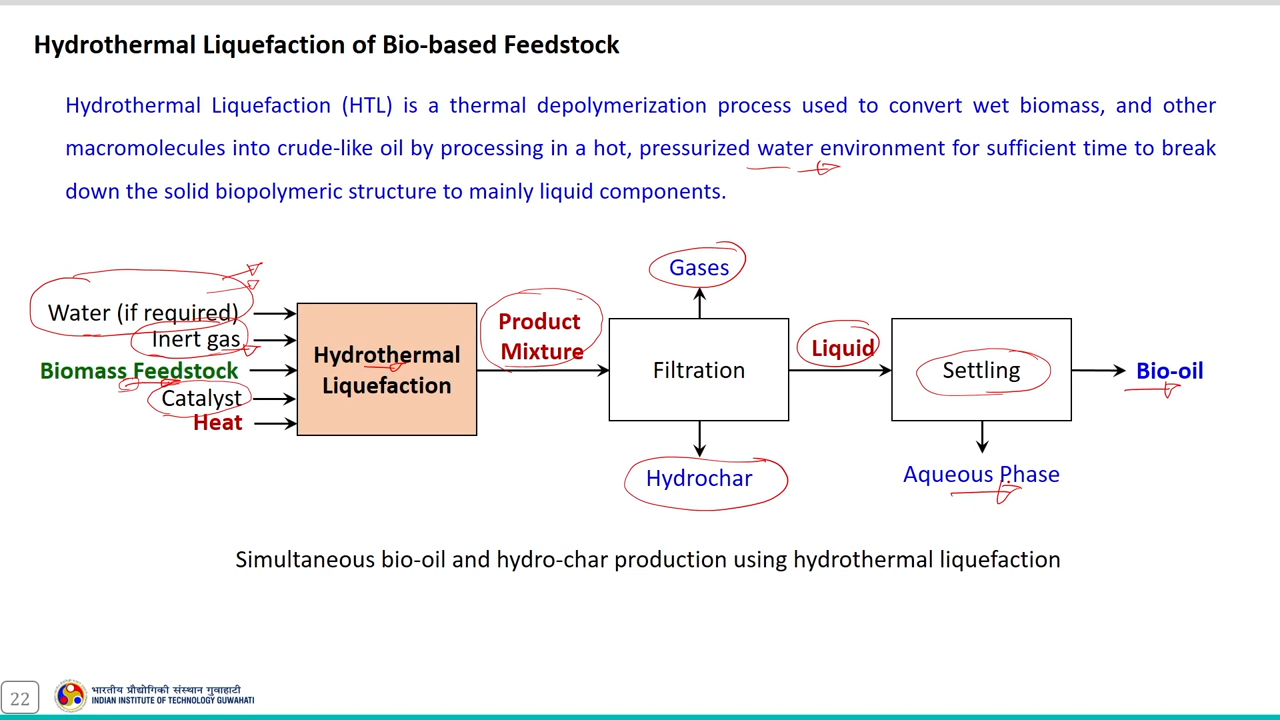 Hydrothermal Liquefaction of Bio-based Feedstock
Hydrothermal Liquefaction (HTL) is a thermal depolymerization process used to convert wet biomass, and other
macromolecules into crude-like oil by processing in a hot, pressurized water environment for sufficient time to break
down the solid biopolymeric structure to mainly liquid components.
Water (if required)
Inert gas
Biomass Feedstock
Catalyst
Heat
Hydrothermal
Liquefaction
Product
Mixture
Gases
Filtration
Hydrochar
Liquid
Settling
Aqueous Phase
Bio-oil
Simultaneous bio-oil and hydro-char production using hydrothermal liquefaction
22
भारतीय प्रौद्योगिकी संस्थान गुवाहाटी
INDIAN INSTITUTE OF TECHNOLOGY GUWAHATI